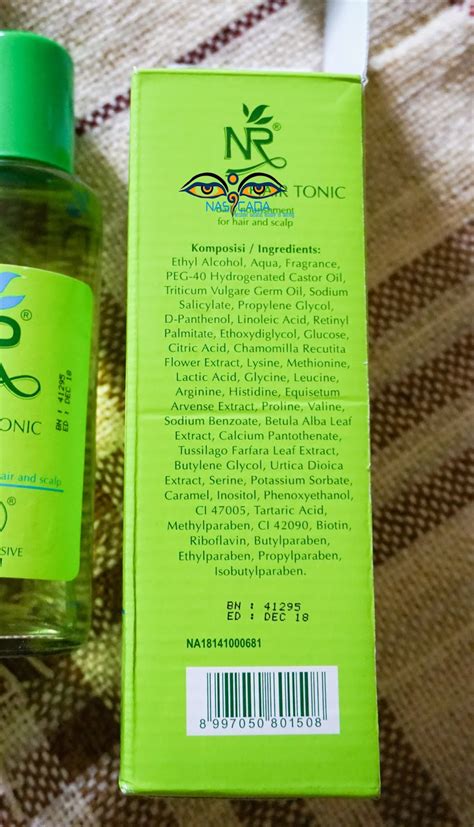 NR®
HAIR TONIC
NAS GADA
for hair and scalp
Komposisi / Ingredients:
Ethyl Alcohol, Aqua, Fragrance,
PEG-40 Hydrogenated Castor Oil,
Triticum Vulgare Germ Oil, Sodium
Salicylate, Propylene Glycol,
D-Panthenol, Linoleic Acid, Retinyl
Palmitate, Ethoxydiglycol, Glucose,
Citric Acid, Chamomilla Recutita
Flower Extract, Lysine, Methionine,
Lactic Acid, Glycine, Leucine,
Arginine, Histidine, Equisetum
Arvense Extract, Proline, Valine,
Sodium Benzoate, Betula Alba Leaf
Extract, Calcium Pantothenate,
Tussilago Farfara Leaf Extract,
Butylene Glycol, Urtica Dioica
Extract, Serine, Potassium Sorbate,
Caramel, Inositol, Phenoxyethanol,
CI 47005, Tartaric Acid,
Methylparaben, CI 42090, Biotin,
Riboflavin, Butylparaben,
Ethylparaben, Propylparaben,
Isobutylparaben.
BN : 41295
ED : DEC 18
NA18141000681
8 997050 801508
R®
BN : 41295
ED : DEC 18
TONIC
hair and scalp
®